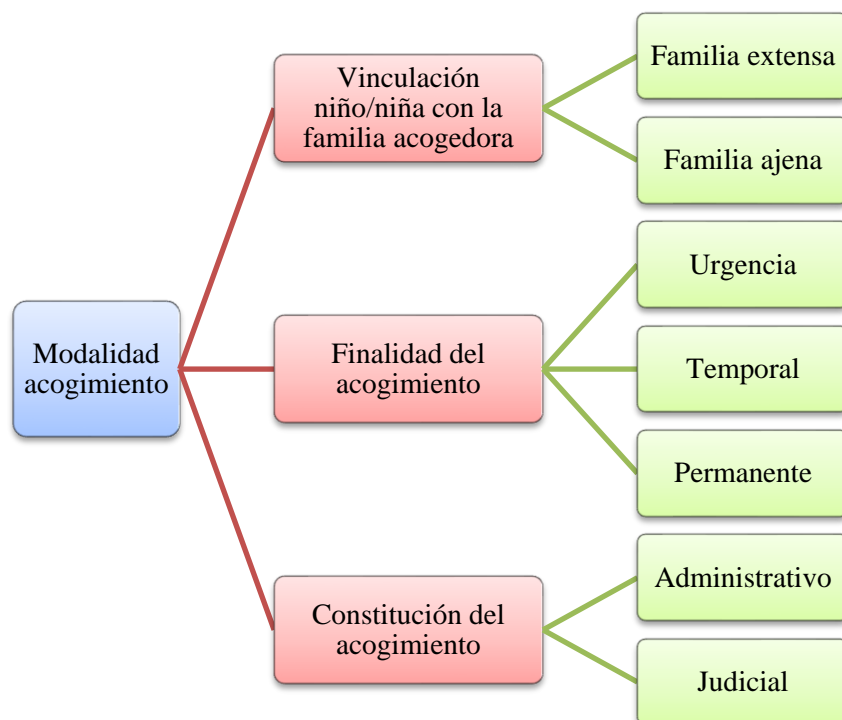 Modalidad
acogimiento
Vinculación
niño/niña con la
familia acogedora
Familia extensa
Familia ajena
Finalidad del
acogimiento
Urgencia
Temporal
Permanente
Constitución del
acogimiento
Administrativo
Judicial